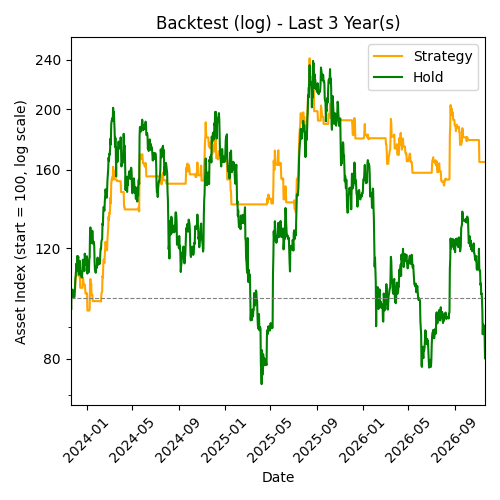 Backtest (log) - Last 3 Year(s)
Asset Index (start = 100, log scale)
240
200
160
120
80
Strategy
Hold
2024-01
2024-05
2024-09
2025-01
2025-05
2025-09
2026-01
2026-05
2026-09
Date